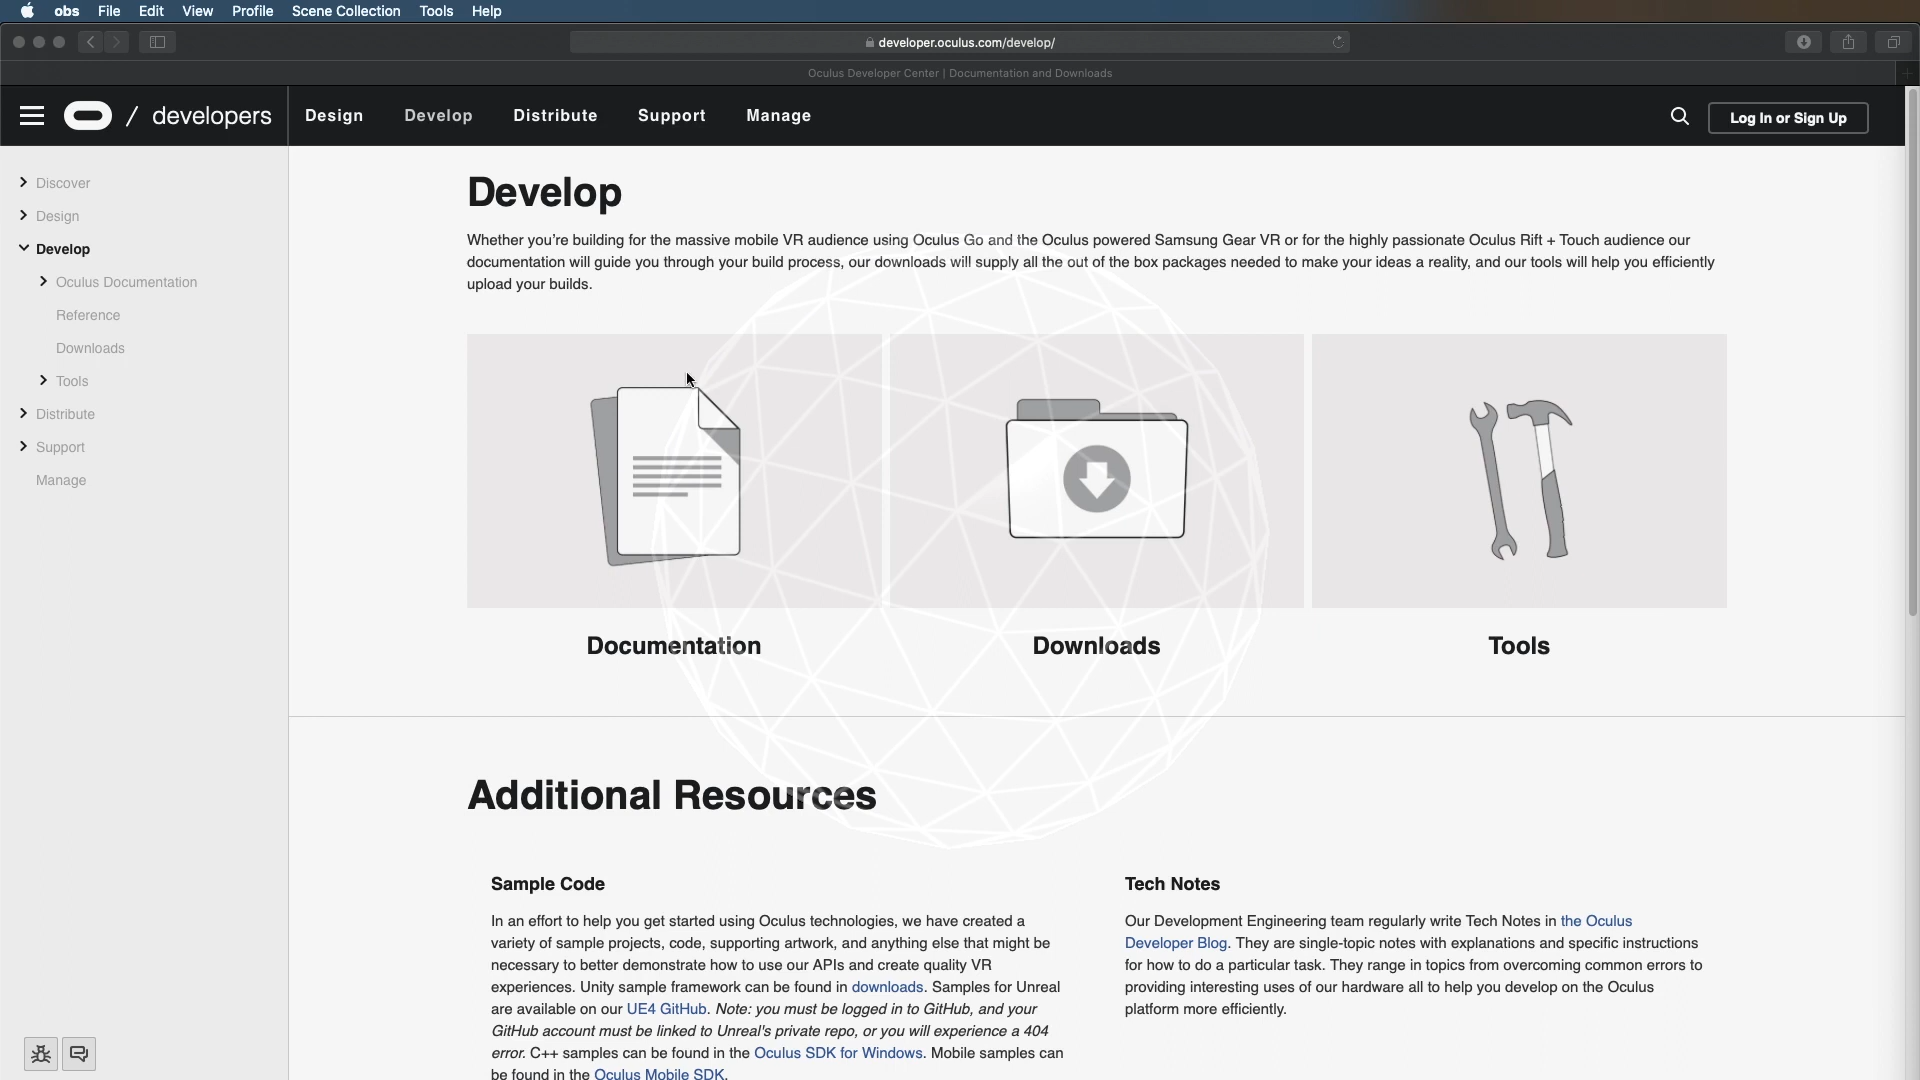 obs File Edit View Profile Scene Collection Tools Help
developer.oculus.com/develop/
Oculus Developer Center | Documentation and Downloads
/ developers Design Develop Distribute Support Manage Log In or Sign Up
Discover
Design
Develop
Oculus Documentation
Reference
Downloads
Tools
Distribute
Support
Manage
Develop
Whether you're building for the massive mobile VR audience using Oculus Go and the Oculus powered Samsung Gear VR or for the highly passionate Oculus Rift + Touch audience our
documentation will guide you through your build process, our downloads will supply all the out of the box packages needed to make your ideas a reality, and our tools will help you efficiently
upload your builds.
Documentation
Downloads
Tools
Additional Resources
Sample Code
In an effort to help you get started using Oculus technologies, we have created a
variety of sample projects, code, supporting artwork, and anything else that might be
necessary to better demonstrate how to use our APIs and create quality VR
experiences. Unity sample framework can be found in downloads. Samples for Unreal
are available on our UE4 GitHub. Note: you must be logged in to GitHub, and your
GitHub account must be linked to Unreal's private repo, or you will experience a 404
error. C++ samples can be found in the Oculus SDK for Windows. Mobile samples can
be found in the Oculus Mobile SDK.
Tech Notes
Our Development Engineering team regularly write Tech Notes in the Oculus
Developer Blog. They are single-topic notes with explanations and specific instructions
for how to do a particular task. They range in topics from overcoming common errors to
providing interesting uses of our hardware all to help you develop on the Oculus
platform more efficiently.